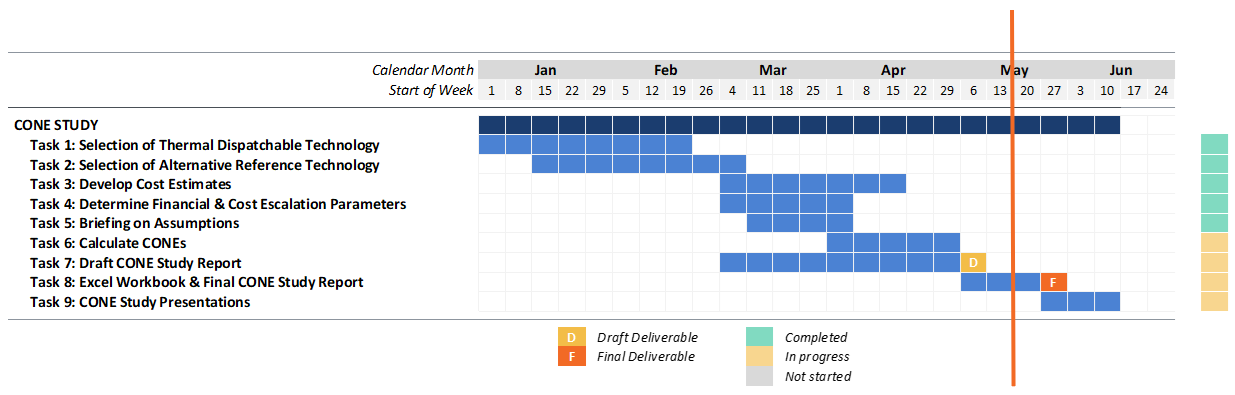 Calendar Month Jan Feb Mar Apr May Jun
Start of Week 1 8 15 22 29 5 12 19 26 4 11 18 25 1 8 15 22 29 6 13 20 27 3 10 17 24
CONE STUDY
Task 1: Selection of Thermal Dispatchable Technology
Task 2: Selection of Alternative Reference Technology
Task 3: Develop Cost Estimates
Task 4: Determine Financial & Cost Escalation Parameters
Task 5: Briefing on Assumptions
Task 6: Calculate CONEs
Task 7: Draft CONE Study Report D
Task 8: Excel Workbook & Final CONE Study Report F
Task 9: CONE Study Presentations
D Draft Deliverable Completed
F Final Deliverable In progress
Not started